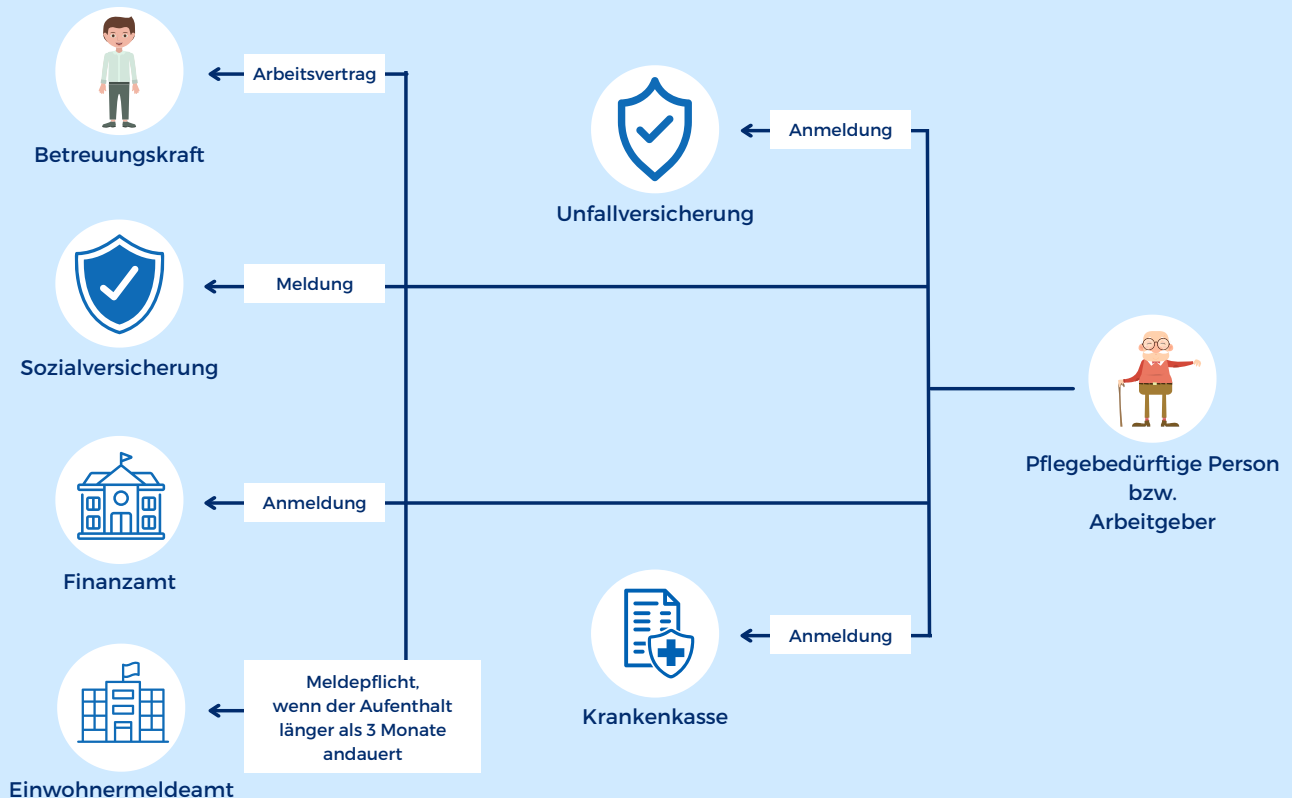 Arbeitsvertrag
Betreuungskraft
Anmeldung
Unfallversicherung
Meldung
Sozialversicherung
Pflegebedürftige Person
bzw.
Arbeitgeber
Anmeldung
Finanzamt
Anmeldung
Krankenkasse
Meldepflicht,
wenn der Aufenthalt
länger als 3 Monate
andauert
Einwohnermeldeamt